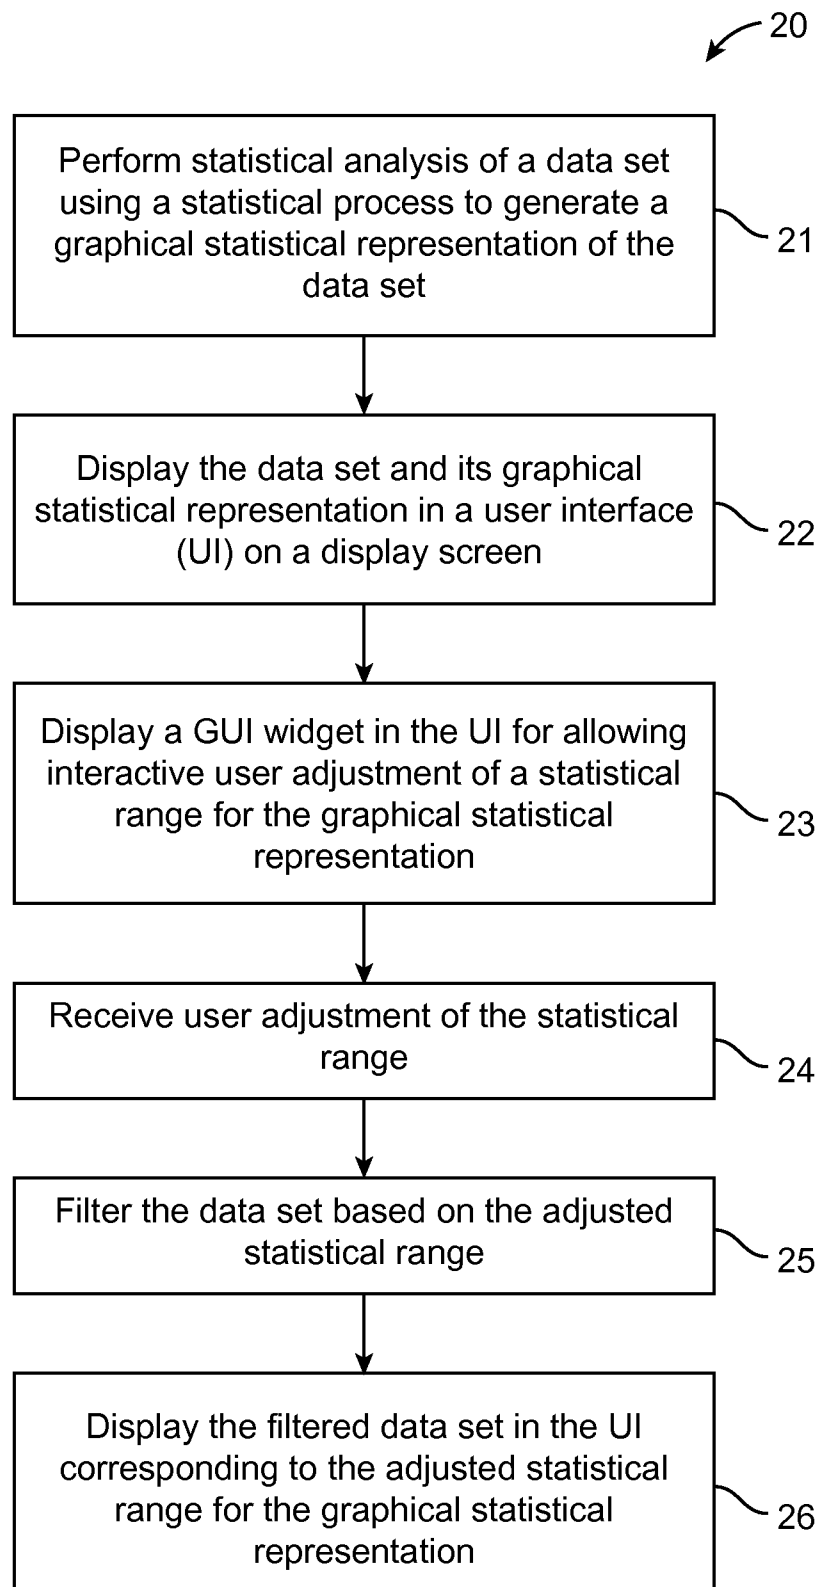 20
Perform statistical analysis of a data set
using a statistical process to generate a
graphical statistical representation of the
data set
21
Display the data set and its graphical
statistical representation in a user interface
(UI) on a display screen
22
Display a GUI widget in the UI for allowing
interactive user adjustment of a statistical
range for the graphical statistical
representation
23
Receive user adjustment of the statistical
range
24
Filter the data set based on the adjusted
statistical range
25
Display the filtered data set in the UI
corresponding to the adjusted statistical
range for the graphical statistical
representation
26